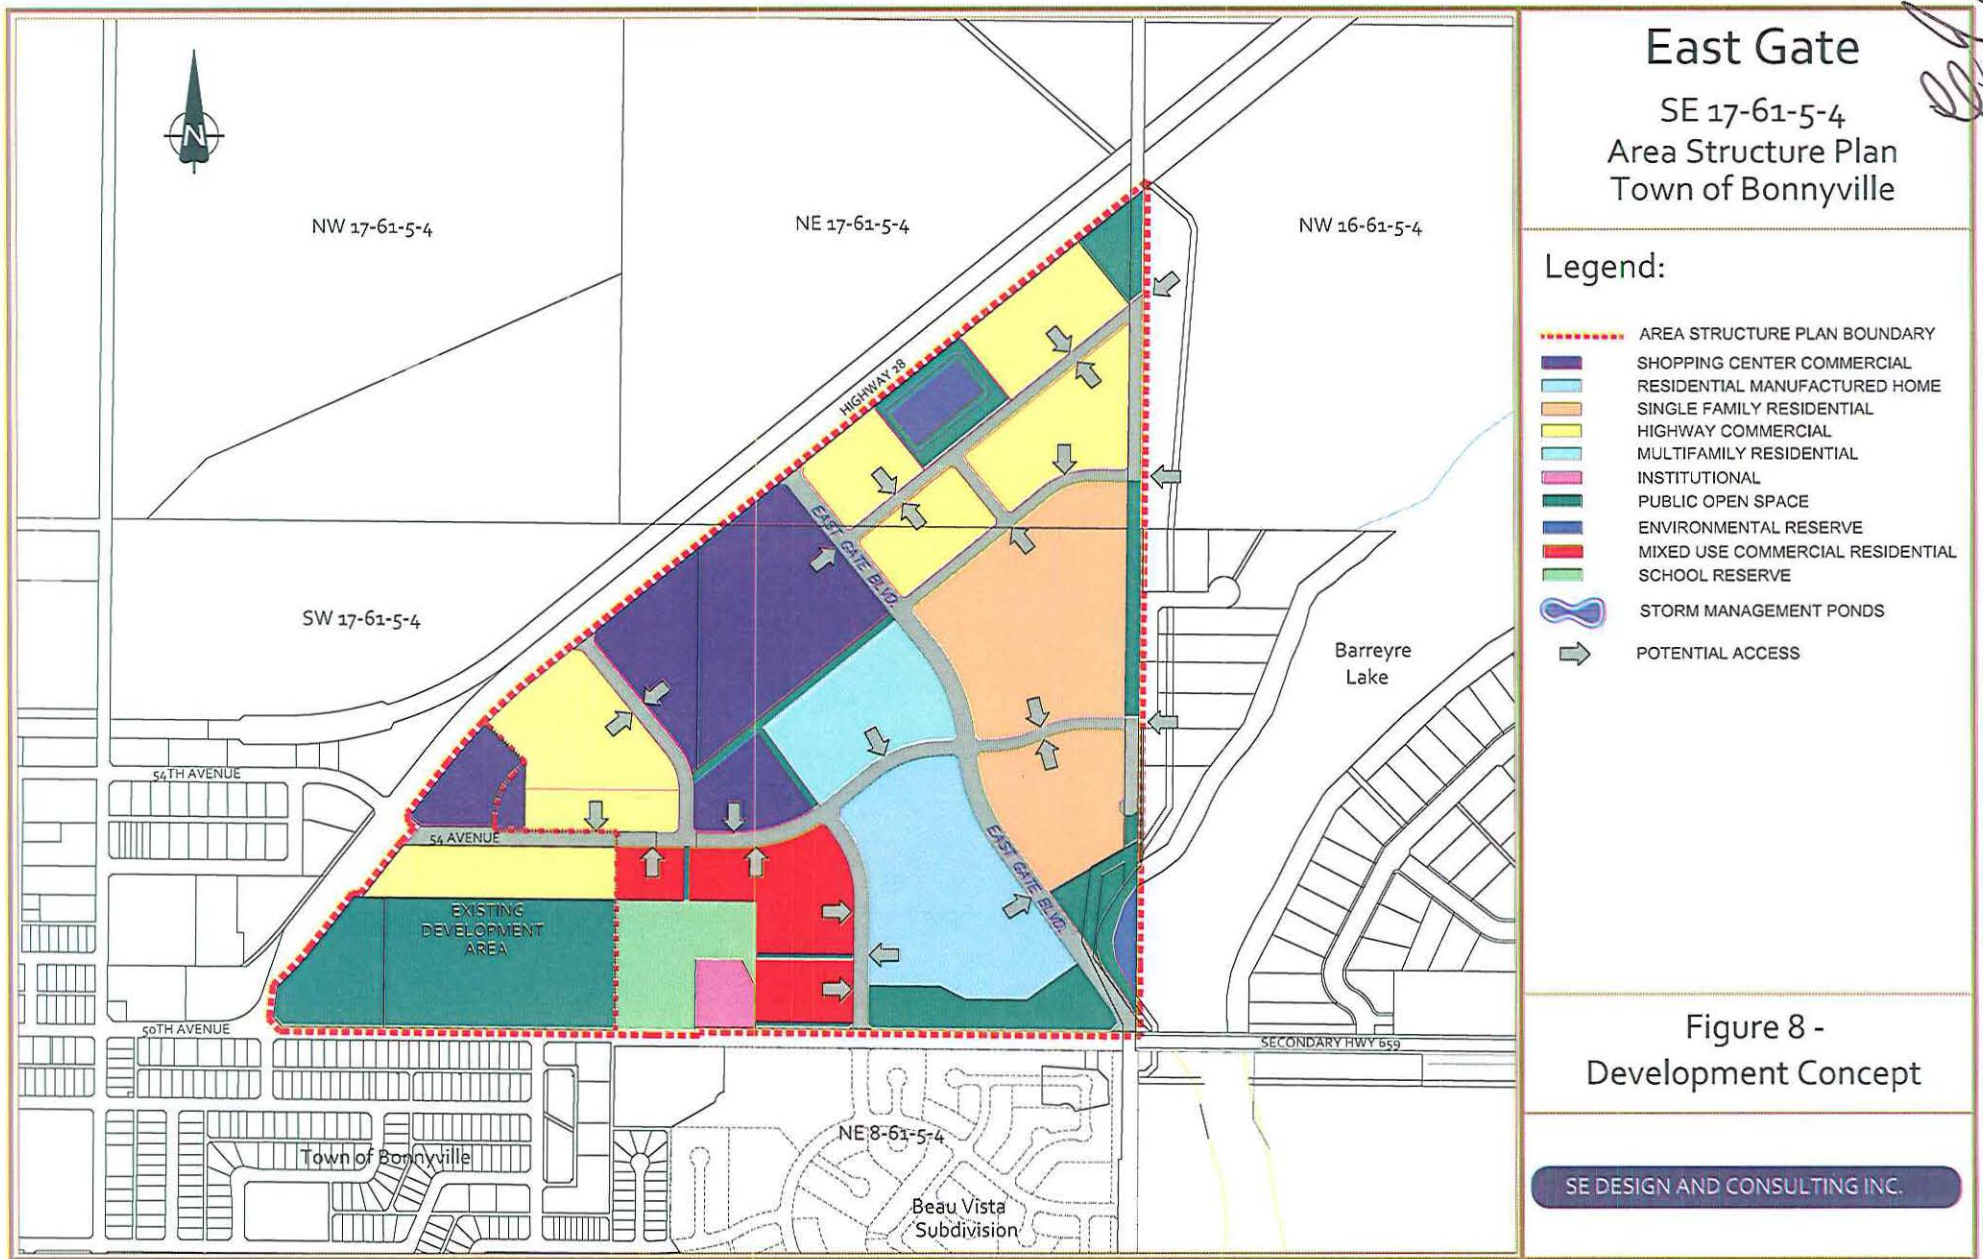 East Gate
SE 17-61-5-4
Area Structure Plan
Town of Bonnyville
Legend:
AREA STRUCTURE PLAN BOUNDARY
SHOPPING CENTER COMMERCIAL
RESIDENTIAL MANUFACTURED HOME
SINGLE FAMILY RESIDENTIAL
HIGHWAY COMMERCIAL
MULTIFAMILY RESIDENTIAL
INSTITUTIONAL
PUBLIC OPEN SPACE
ENVIRONMENTAL RESERVE
MIXED USE COMMERCIAL RESIDENTIAL
SCHOOL RESERVE
STORM MANAGEMENT PONDS
POTENTIAL ACCESS
Figure 8 -
Development Concept
SE DESIGN AND CONSULTING INC.
N
NW 17-61-5-4
NE 17-61-5-4
NW 16-61-5-4
HIGHWAY 28
EAST GATE BLVD.
SW 17-61-5-4
Barreyre
Lake
54TH AVENUE
54 AVENUE
EAST GATE BLVD.
EXISTING
DEVELOPMENT
AREA
50TH AVENUE
SECONDARY HWY 659
NE 8-61-5-4
Town of Bonnyville
Beau Vista
Subdivision